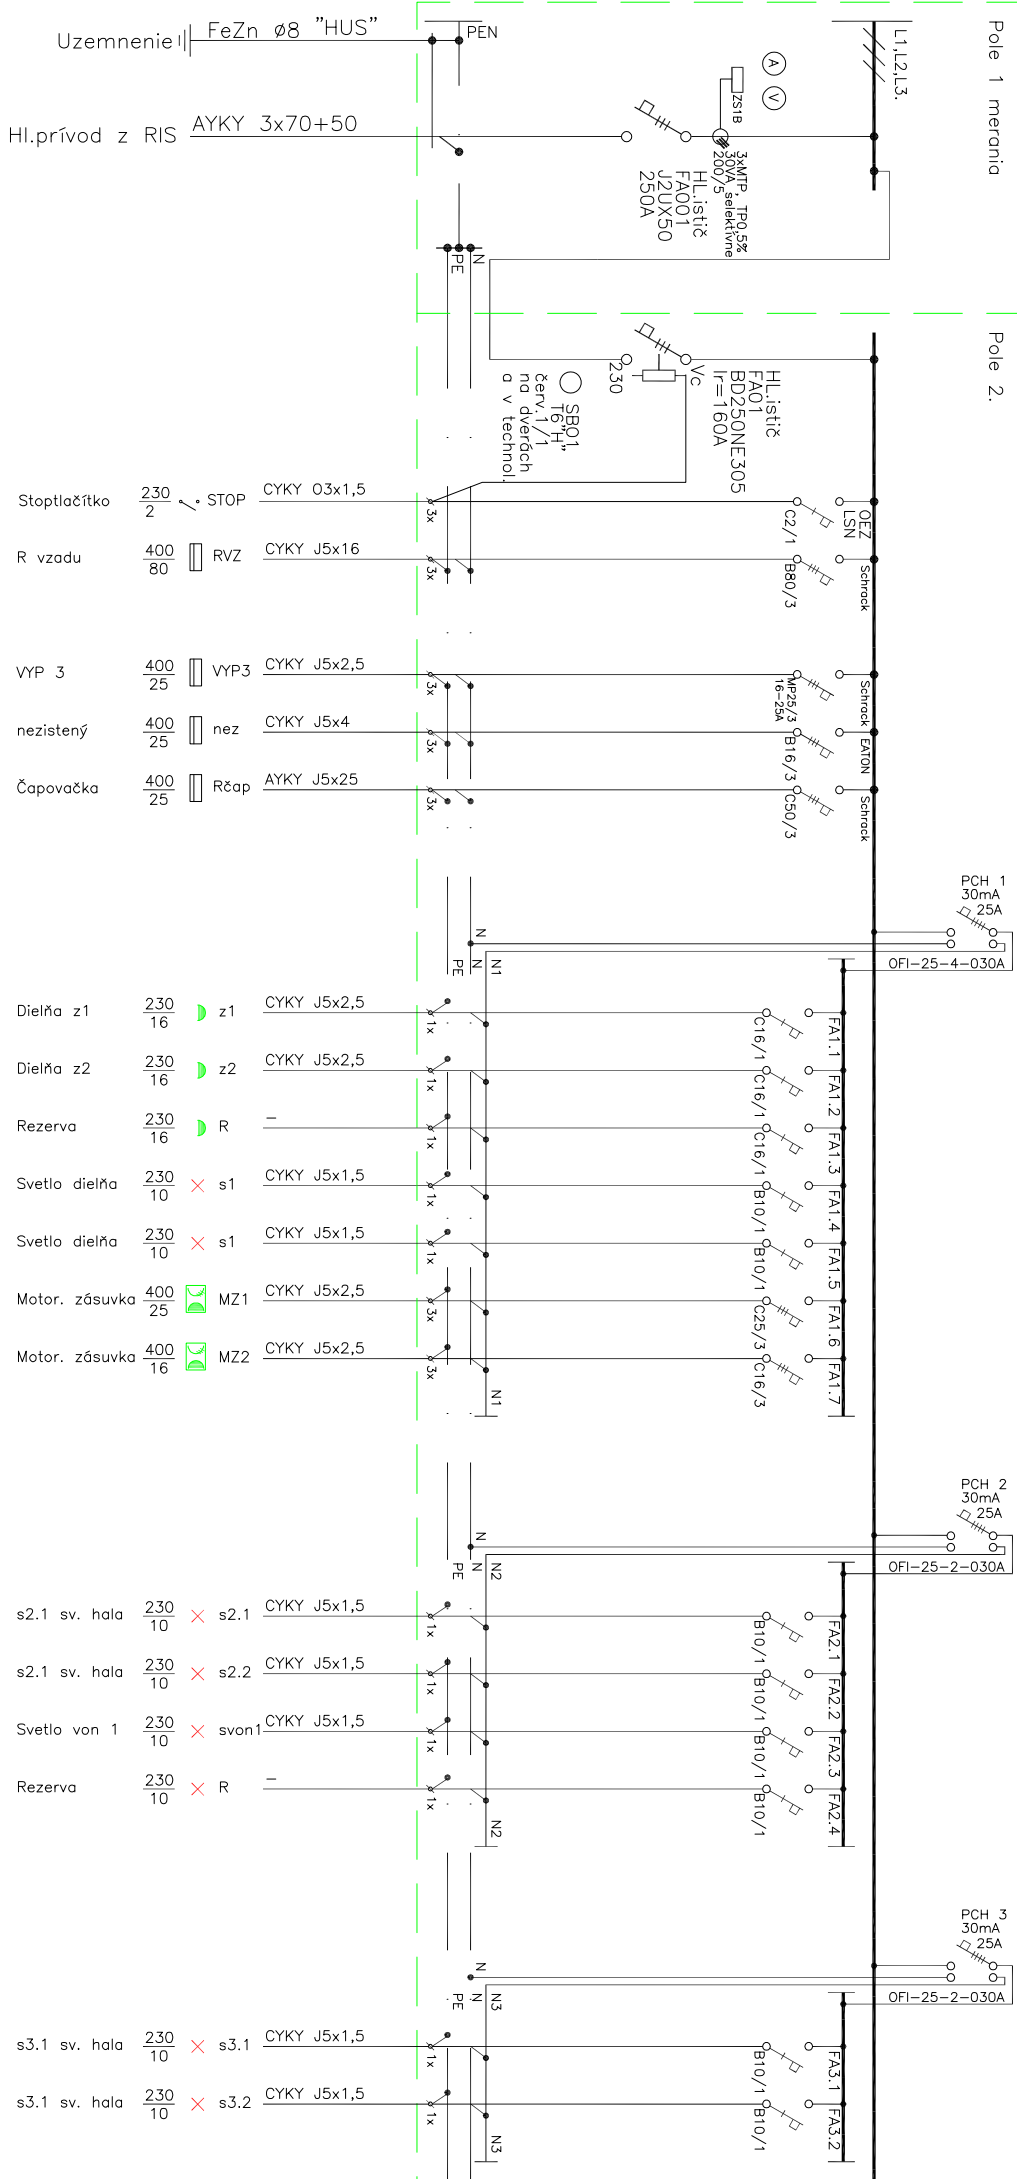 Uzemnenie
FeZn ø8 "HUS"
PEN
L1,L2,L3.
Pole 1 merania
Hl.prívod z RIS
AYKY 3x70+50
A
V
ZS1B
3xMTP, TP0,5%
30VA selektívne
200/5
HL.istič
FA001
J2UX50
250A
PE
N
Pole 2.
HL.istič
FA01
BD250NE305
Ir=160A
Vc
230
SB01
T6"H"
červ.1/1
na dverách
a v technol.
Stoptlačítko
230
2
STOP
CYKY O3x1,5
3x
C2/1
OEZ
LSN
R vzadu
400
80
RVZ
CYKY J5x16
3x
B80/3
Schrack
VYP 3
400
25
VYP3
CYKY J5x2,5
3x
MP25/3
16-25A
Schrack
nezistený
400
25
nez
CYKY J5x4
3x
B16/3
EATON
Čapovačka
400
25
Rčap
AYKY J5x25
3x
C50/3
Schrack
PCH 1
30mA
25A
OFI-25-4-030A
N
PE
N
N1
Dielňa z1
230
16
z1
CYKY J5x2,5
1x
C16/1
FA1.1
Dielňa z2
230
16
z2
CYKY J5x2,5
1x
C16/1
FA1.2
Rezerva
230
16
R
–
1x
C16/1
FA1.3
Svetlo dielňa
230
10
s1
CYKY J5x1,5
1x
B10/1
FA1.4
Svetlo dielňa
230
10
s1
CYKY J5x1,5
1x
B10/1
FA1.5
Motor. zásuvka
400
25
MZ1
CYKY J5x2,5
3x
C25/3
FA1.6
Motor. zásuvka
400
16
MZ2
CYKY J5x2,5
3x
C16/3
FA1.7
N1
PCH 2
30mA
25A
OFI-25-2-030A
N
PE
N
N2
s2.1 sv. hala
230
10
s2.1
CYKY J5x1,5
1x
B10/1
FA2.1
s2.1 sv. hala
230
10
s2.2
CYKY J5x1,5
1x
B10/1
FA2.2
Svetlo von 1
230
10
svon1
CYKY J5x1,5
1x
B10/1
FA2.3
Rezerva
230
10
R
–
1x
B10/1
FA2.4
N2
PCH 3
30mA
25A
OFI-25-2-030A
N
PE
N
N3
s3.1 sv. hala
230
10
s3.1
CYKY J5x1,5
1x
B10/1
FA3.1
s3.1 sv. hala
230
10
s3.2
CYKY J5x1,5
1x
B10/1
FA3.2
N3